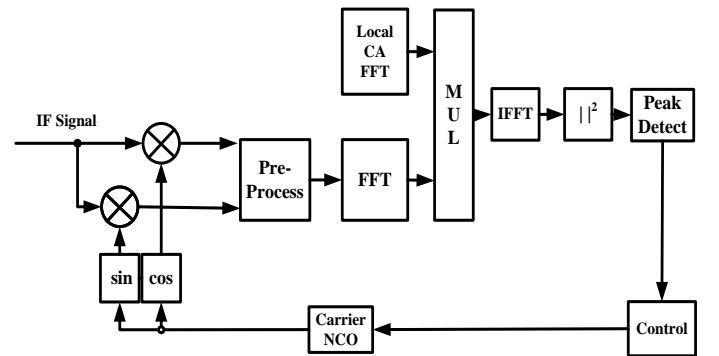 Local
CA
FFT
M
U
L
IFFT
| |²
Peak
Detect
IF Signal
Pre-
Process
FFT
sin
cos
Carrier
NCO
Control